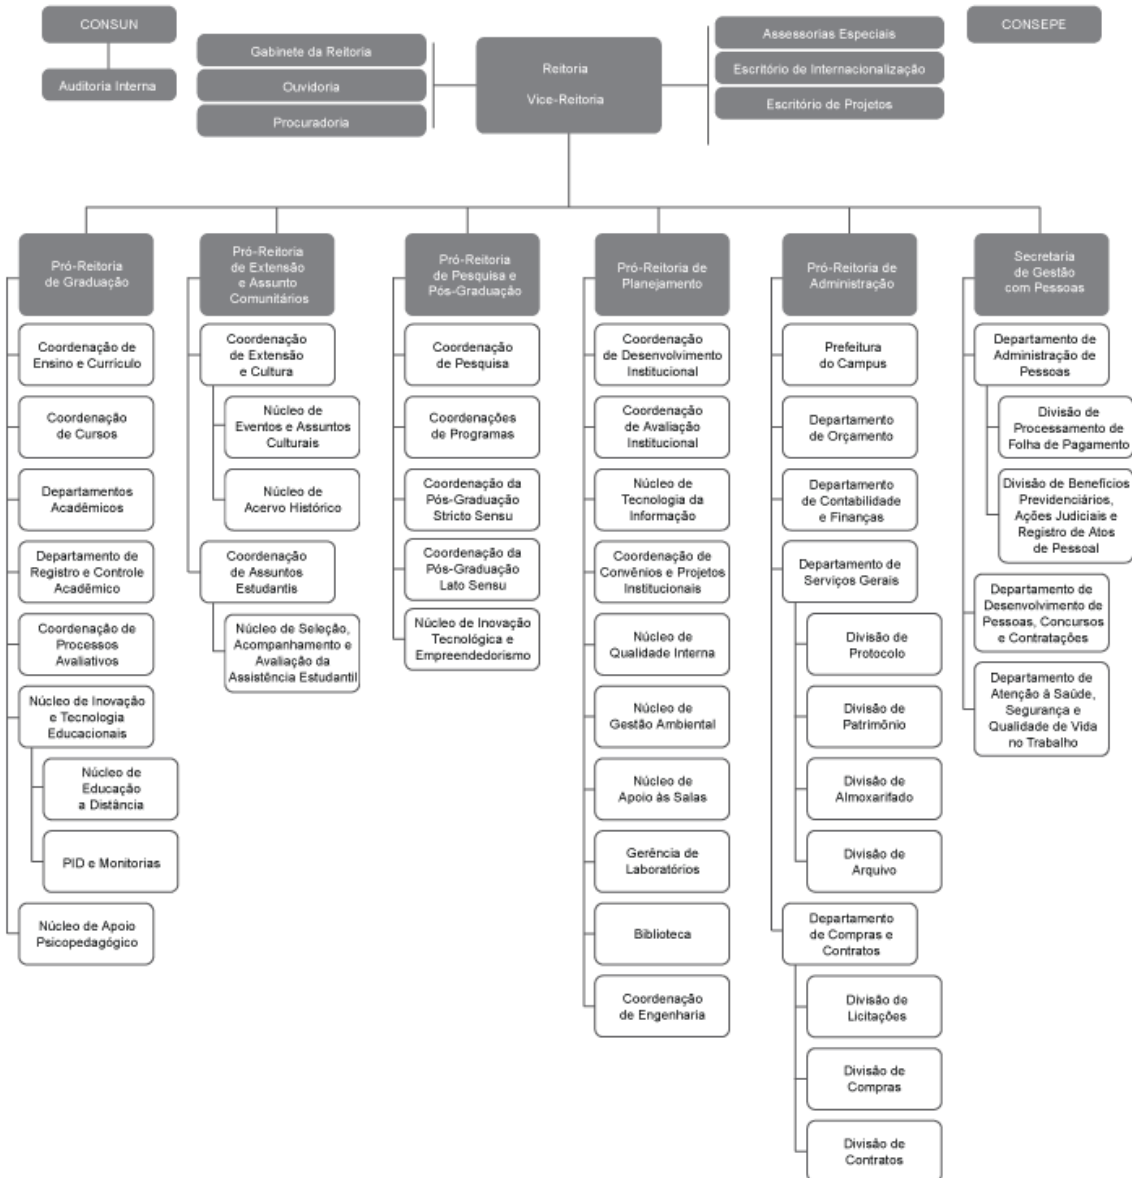 CONSUN
Auditoria Interna
Gabinete da Reitoria
Ouvidoria
Procuradoria
Reitoria
Vice-Reitoria
Assessorias Especiais
Escritório de Internacionalização
Escritório de Projetos
CONSEPE
Pró-Reitoria
de Graduação
Coordenação de
Ensino e Currículo
Coordenação
de Cursos
Departamentos
Acadêmicos
Departamento de
Registro e Controle
Acadêmico
Coordenação de
Processos
Avaliativos
Núcleo de Inovação
e Tecnologia
Educacionais
Núcleo de
Educação
a Distância
PID e Monitorias
Núcleo de Apoio
Psicopedagógico
Pró-Reitoria
de Extensão
e Assunto
Comunitários
Coordenação
de Extensão
e Cultura
Núcleo de
Eventos e Assuntos
Culturais
Núcleo de
Acervo Histórico
Coordenação
de Assuntos
Estudantis
Núcleo de Seleção,
Acompanhamento e
Avaliação da
Assistência Estudantil
Pró-Reitoria
de Pesquisa e
Pós-Graduação
Coordenação
de Pesquisa
Coordenações
de Programas
Coordenação da
Pós-Graduação
Stricto Sensu
Coordenação da
Pós-Graduação
Lato Sensu
Núcleo de Inovação
Tecnológica e
Empreendedorismo
Pró-Reitoria de
Planejamento
Coordenação
de Desenvolvimento
Institucional
Coordenação
de Avaliação
Institucional
Núcleo de
Tecnologia da
Informação
Coordenação de
Convênios e Projetos
Institucionais
Núcleo de
Qualidade Interna
Núcleo de
Gestão Ambiental
Núcleo de
Apoio às Salas
Gerência de
Laboratórios
Biblioteca
Coordenação
de Engenharia
Pró-Reitoria de
Administração
Prefeitura
do Campus
Departamento
de Orçamento
Departamento
de Contabilidade
e Finanças
Departamento de
Serviços Gerais
Divisão de
Protocolo
Divisão de
Patrimônio
Divisão de
Almoxarifado
Divisão de
Arquivo
Departamento
de Compras e
Contratos
Divisão de
Licitações
Divisão de
Compras
Divisão de
Contratos
Secretaria
de Gestão
com Pessoas
Departamento de
Administração de
Pessoas
Divisão de
Processamento de
Folha de Pagamento
Divisão de Benefícios
Previdenciários,
Ações Judiciais e
Registro de Atos
de Pessoal
Departamento de
Desenvolvimento de
Pessoas, Concursos
e Contratações
Departamento de
Atenção à Saúde,
Segurança e
Qualidade de Vida
no Trabalho